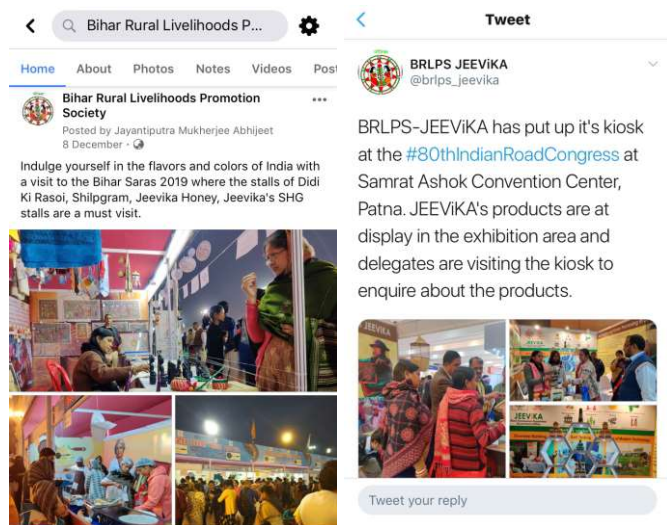 Bihar Rural Livelihoods P...
Home About Photos Notes Videos Post
Bihar Rural Livelihoods Promotion
Society
Posted by Jayantiputra Mukherjee Abhijeet
8 December ·
Indulge yourself in the flavors and colors of India with
a visit to the Bihar Saras 2019 where the stalls of Didi
Ki Rasoi, Shilpgram, Jeevika Honey, Jeevika's SHG
stalls are a must visit.
Tweet
BRLPS JEEViKA
@brlps_jeevika
BRLPS-JEEViKA has put up it's kiosk
at the #80thIndianRoadCongress at
Samrat Ashok Convention Center,
Patna. JEEViKA's products are at
display in the exhibition area and
delegates are visiting the kiosk to
enquire about the products.
JEEViKA
JEEViKA
Tweet your reply